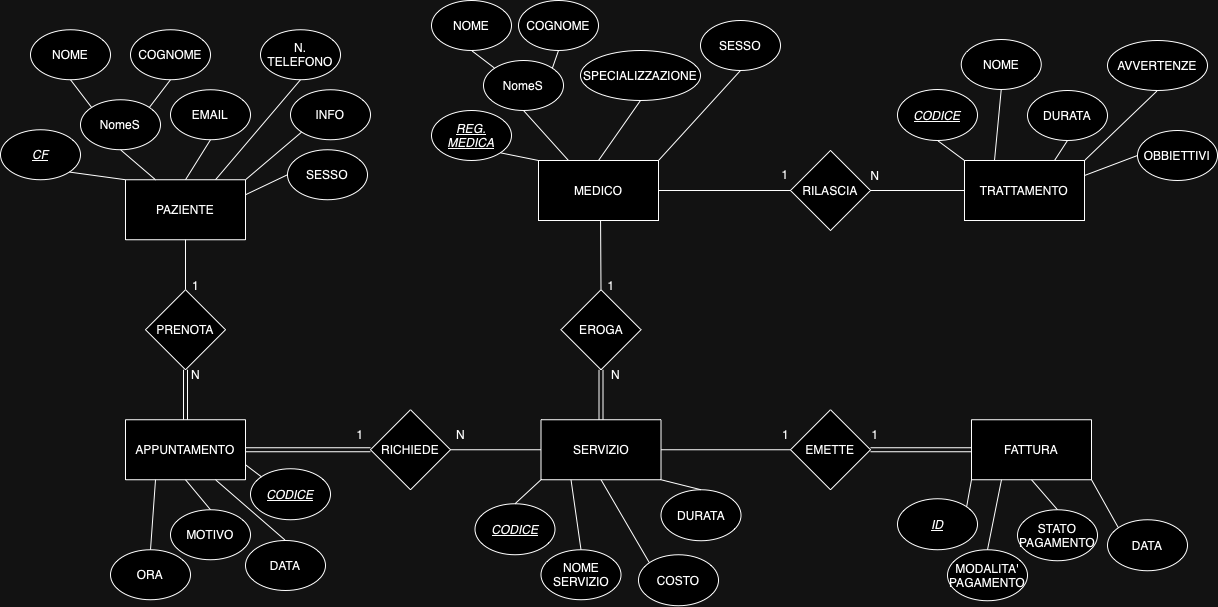 NOME
COGNOME
N.
TELEFONO
NomeS
EMAIL
INFO
CF
SESSO
PAZIENTE
NOME
COGNOME
SESSO
NomeS
SPECIALIZZAZIONE
REG.
MEDICA
MEDICO
1
RILASCIA
N
NOME
AVVERTENZE
CODICE
DURATA
OBBIETTIVI
TRATTAMENTO
1
PRENOTA
N
1
EROGA
N
APPUNTAMENTO
1
RICHIEDE
N
SERVIZIO
1
EMETTE
1
FATTURA
CODICE
MOTIVO
ORA
DATA
CODICE
DURATA
NOME
SERVIZIO
COSTO
ID
STATO
PAGAMENTO
DATA
MODALITA'
PAGAMENTO